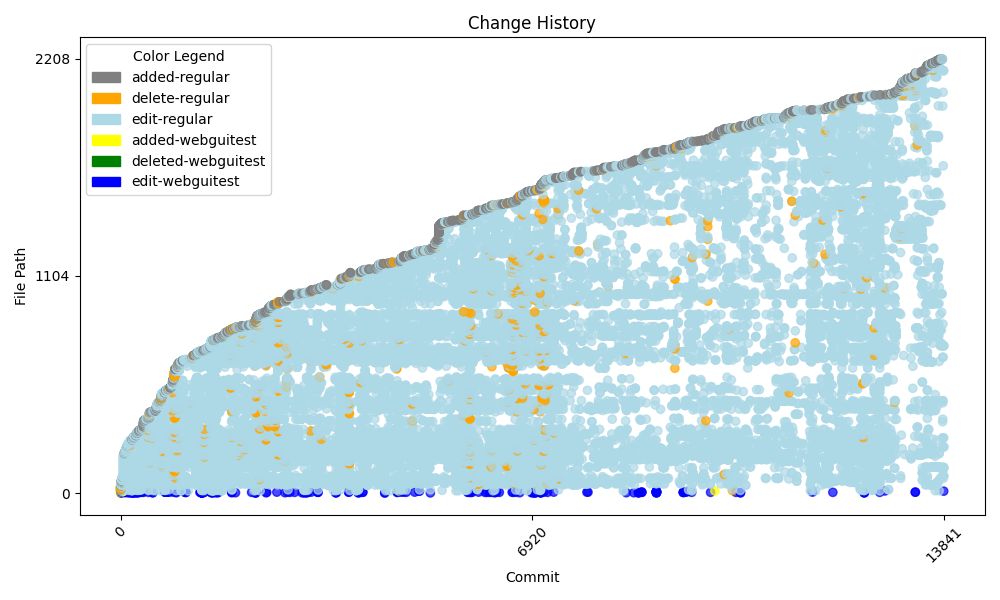 Change History
Color Legend
added-regular
delete-regular
edit-regular
added-webguitest
deleted-webguitest
edit-webguitest
File Path
2208
1104
0
0
6920
13841
Commit